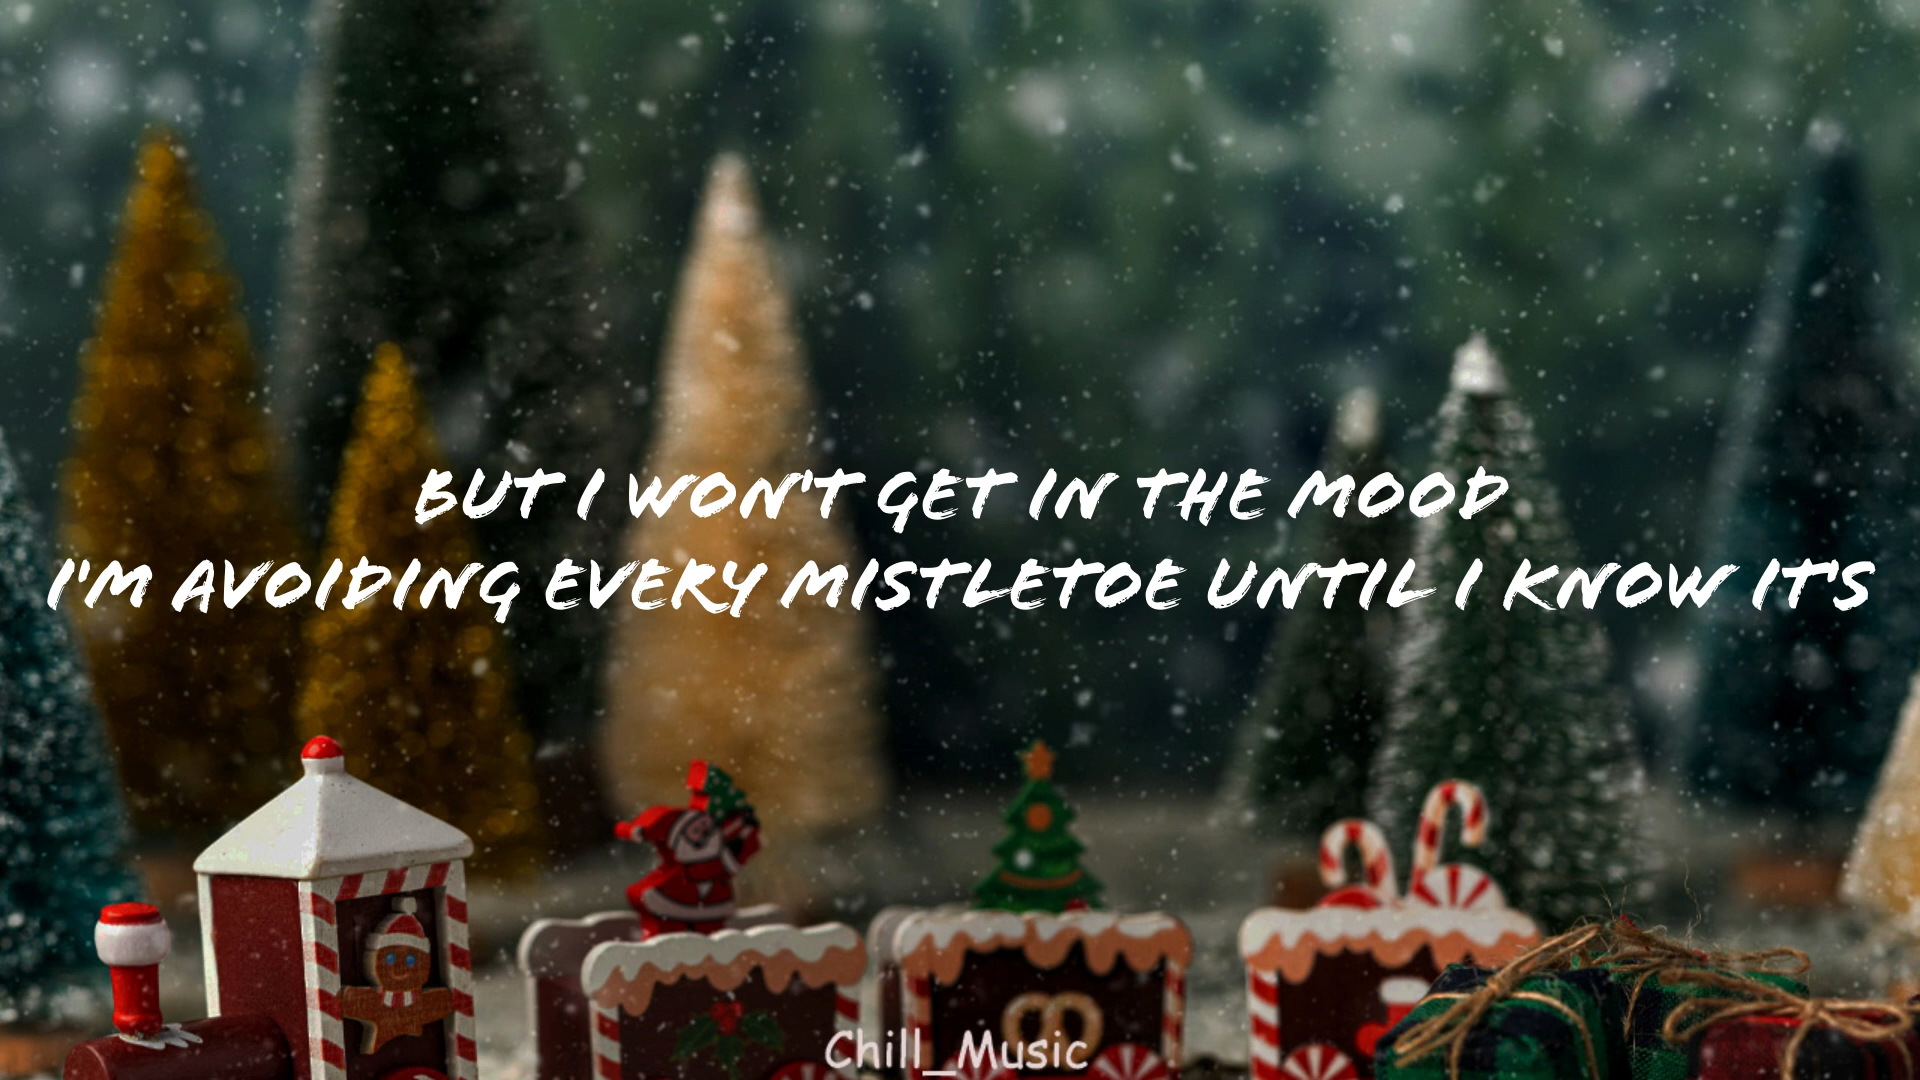 BUT I WON'T GET IN THE MOOD
I'M AVOIDING EVERY MISTLETOE UNTIL I KNOW IT'S
Chill_Music